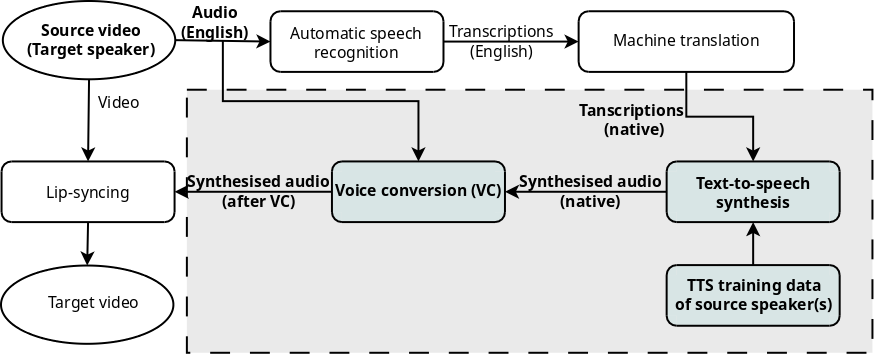 Source video
(Target speaker)
Audio
(English)
Automatic speech
recognition
Transcriptions
(English)
Machine translation
Video
Tanscriptions
(native)
Lip-syncing
Synthesised audio
(after VC)
Voice conversion (VC)
Synthesised audio
(native)
Text-to-speech
synthesis
Target video
TTS training data
of source speaker(s)